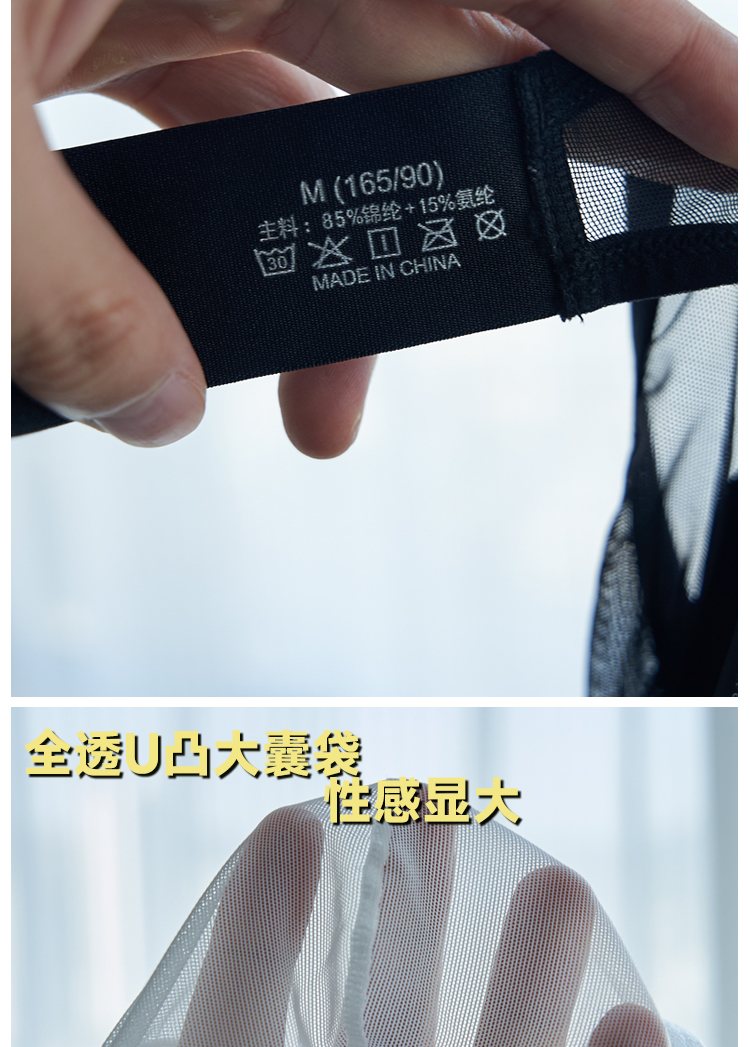 M (165/90)
主料：85%锦纶+15%氨纶
30
MADE IN CHINA
全透U凸大囊袋
性感显大